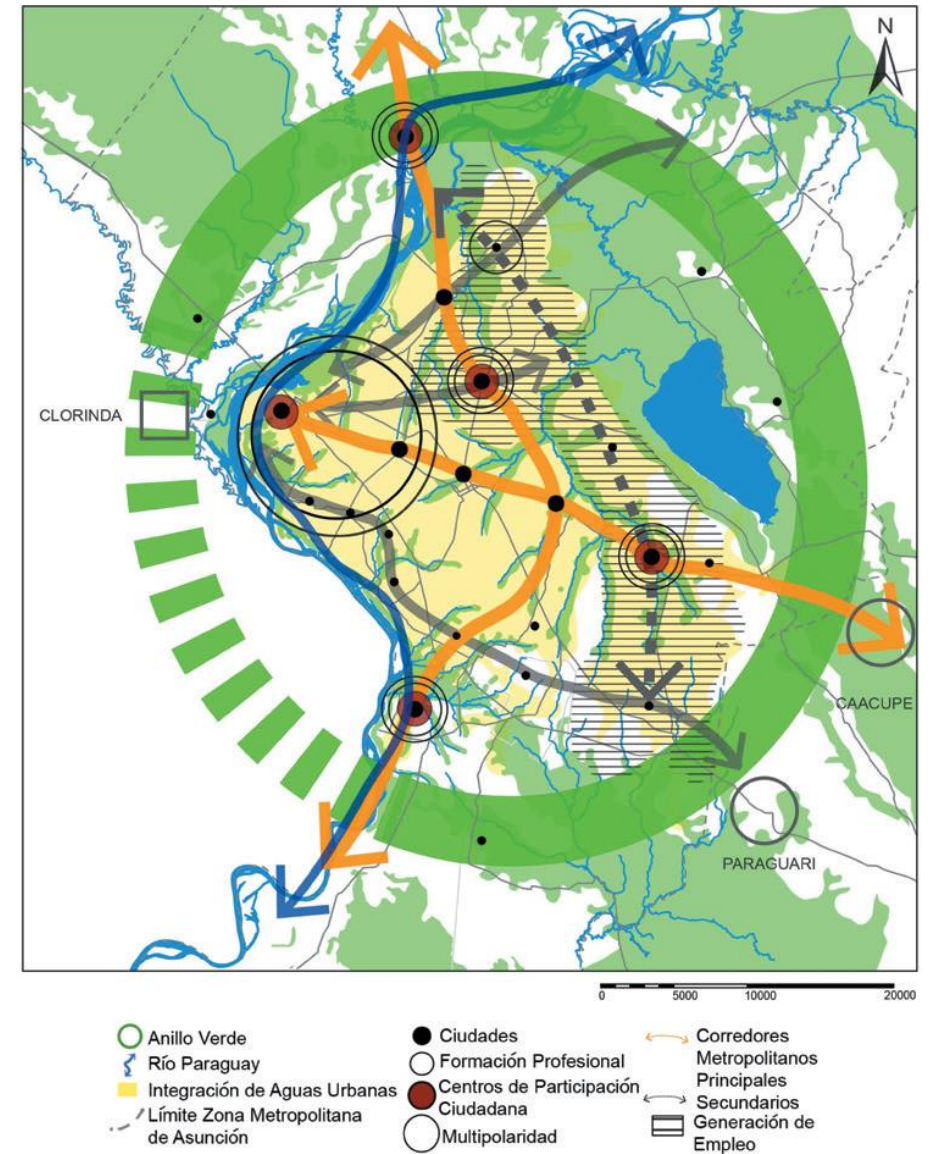 N
CLORINDA
CAACUPE
PARAGUARI
0 5000 10000 20000
Anillo Verde
Río Paraguay
Integración de Aguas Urbanas
Límite Zona Metropolitana
de Asunción
Ciudades
Formación Profesional
Centros de Participación
Ciudadana
Multipolaridad
Corredores
Metropolitanos
Principales
Secundarios
Generación de
Empleo